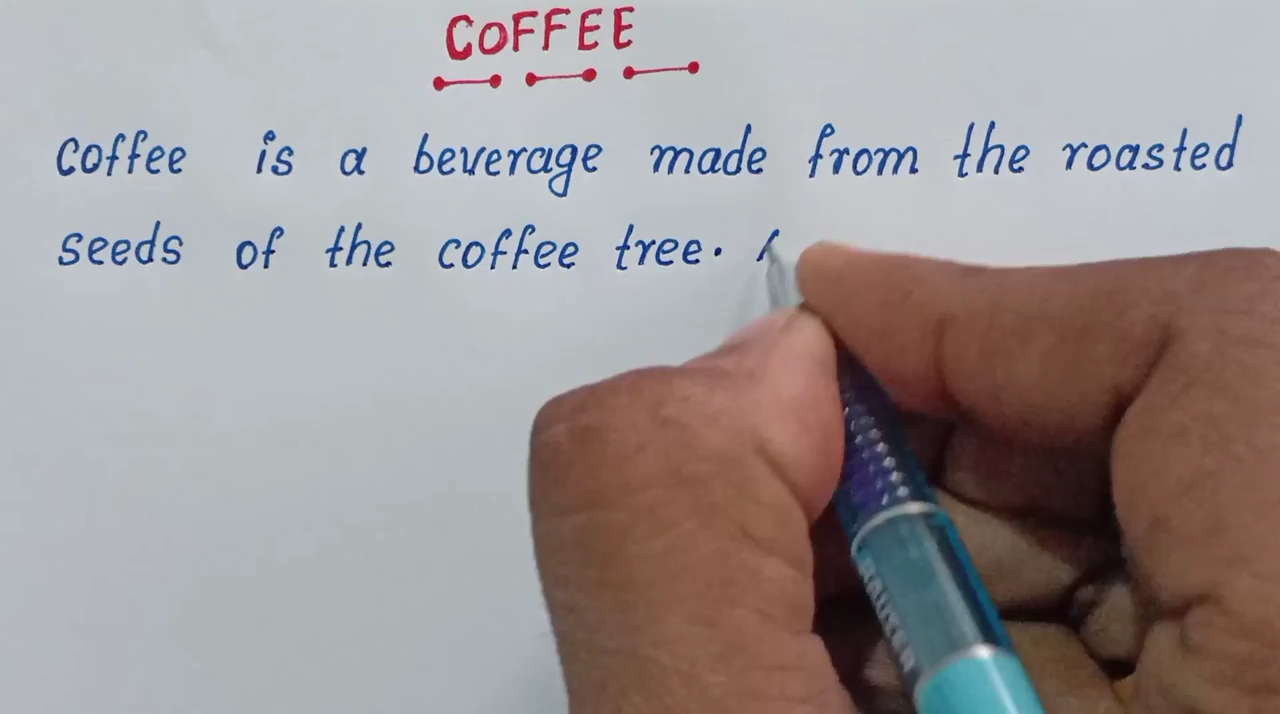 COFFEE
Coffee is a beverage made from the roasted
seeds of the coffee tree.